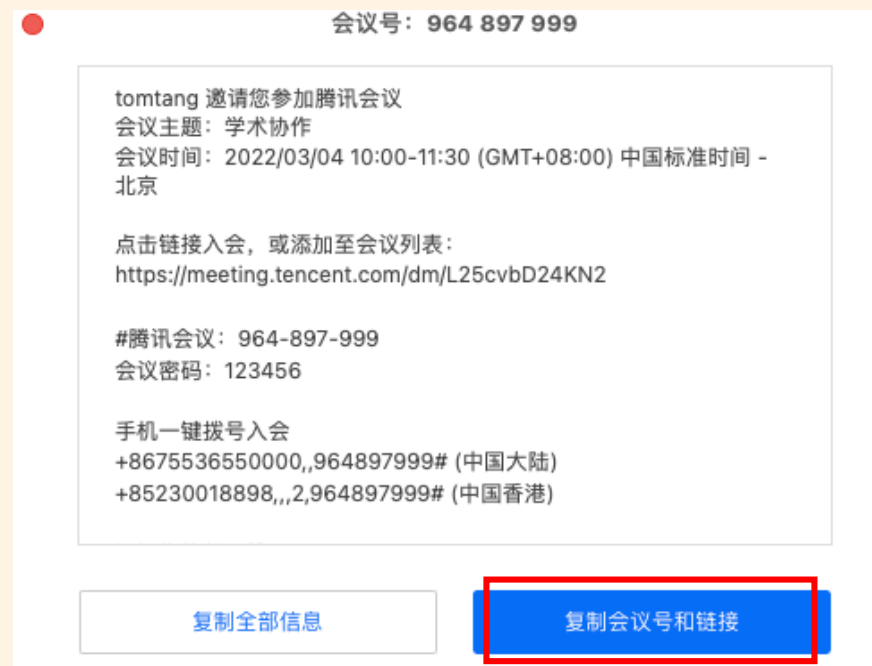 会议号：964 897 999
tomtang 邀请您参加腾讯会议
会议主题：学术协作
会议时间：2022/03/04 10:00-11:30 (GMT+08:00) 中国标准时间 -
北京
点击链接入会，或添加至会议列表：
https://meeting.tencent.com/dm/L25cvbD24KN2
#腾讯会议：964-897-999
会议密码：123456
手机一键拨号入会
+8675536550000,,964897999# (中国大陆)
+85230018898,,,2,964897999# (中国香港)
复制全部信息
复制会议号和链接